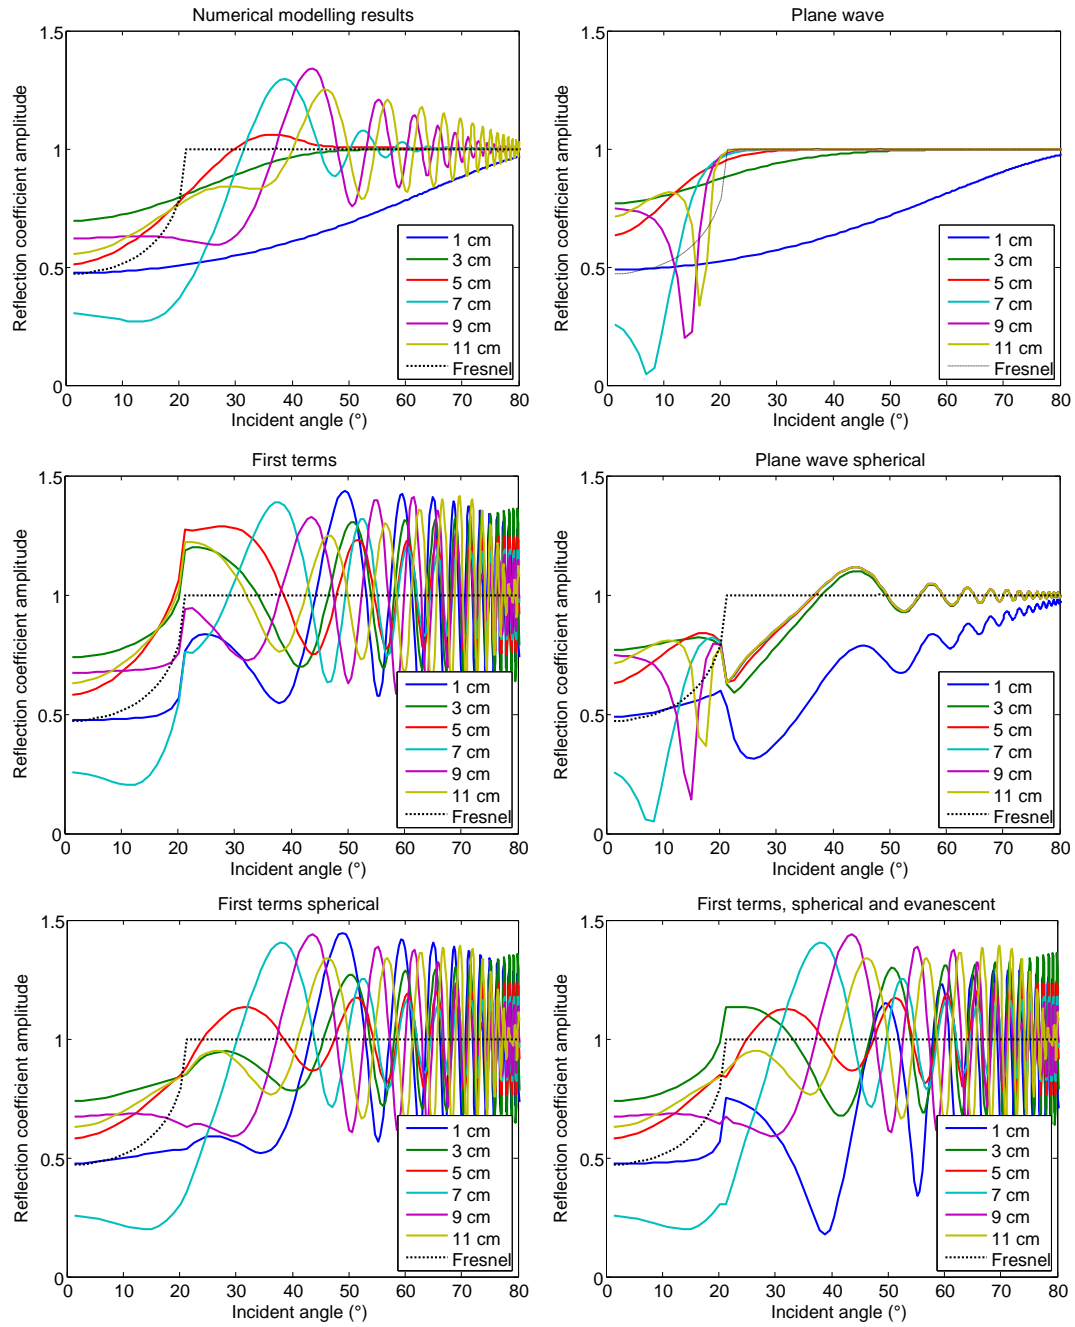 Numerical modelling results
1.5
1
0.5
0
Reflection coefficient amplitude
1 cm
3 cm
5 cm
7 cm
9 cm
11 cm
Fresnel
0 10 20 30 40 50 60 70 80
Incident angle (°)
Plane wave
1.5
1
0.5
0
Reflection coefficient amplitude
1 cm
3 cm
5 cm
7 cm
9 cm
11 cm
Fresnel
0 10 20 30 40 50 60 70 80
Incident angle (°)
First terms
1.5
1
0.5
0
Reflection coefficient amplitude
1 cm
3 cm
5 cm
7 cm
9 cm
11 cm
Fresnel
0 10 20 30 40 50 60 70 80
Incident angle (°)
Plane wave spherical
1.5
1
0.5
0
Reflection coefficient amplitude
1 cm
3 cm
5 cm
7 cm
9 cm
11 cm
Fresnel
0 10 20 30 40 50 60 70 80
Incident angle (°)
First terms spherical
1.5
1
0.5
0
Reflection coefficient amplitude
1 cm
3 cm
5 cm
7 cm
9 cm
11 cm
Fresnel
0 10 20 30 40 50 60 70 80
Incident angle (°)
First terms, spherical and evanescent
1.5
1
0.5
0
Reflection coefficient amplitude
1 cm
3 cm
5 cm
7 cm
9 cm
11 cm
Fresnel
0 10 20 30 40 50 60 70 80
Incident angle (°)